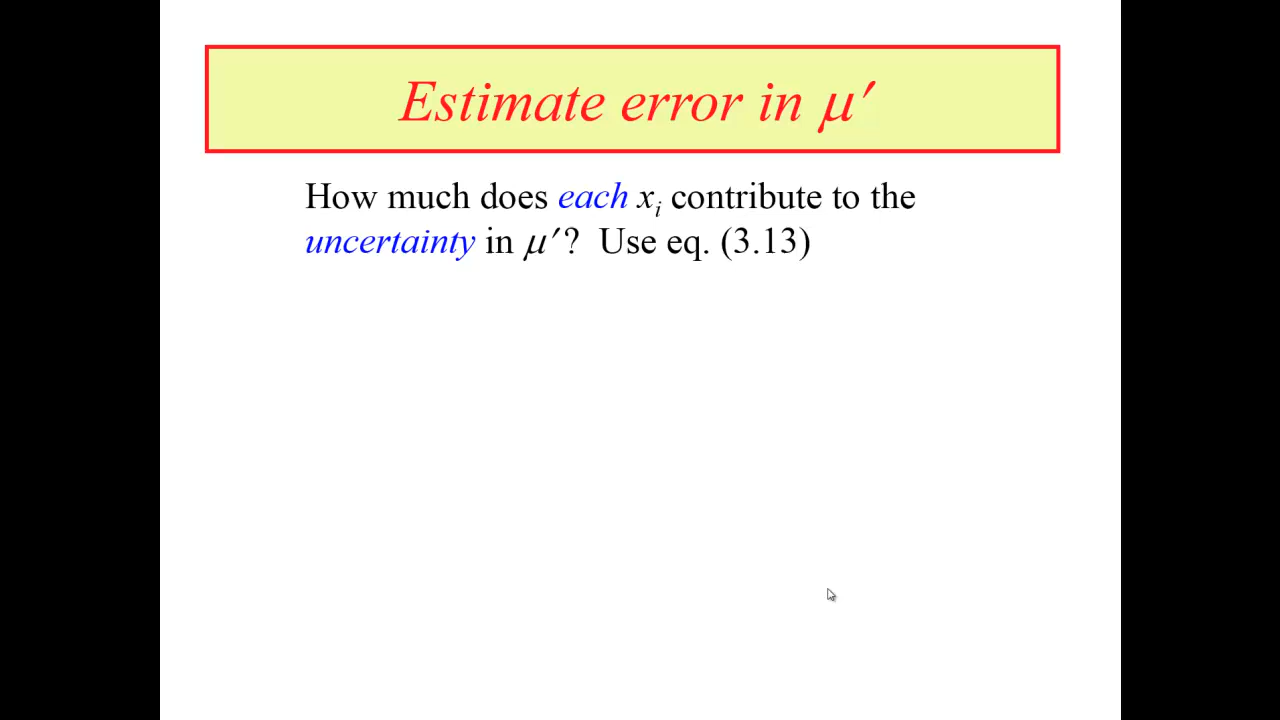 Estimate error in μ′
How much does each xᵢ contribute to the
uncertainty in μ′? Use eq. (3.13)